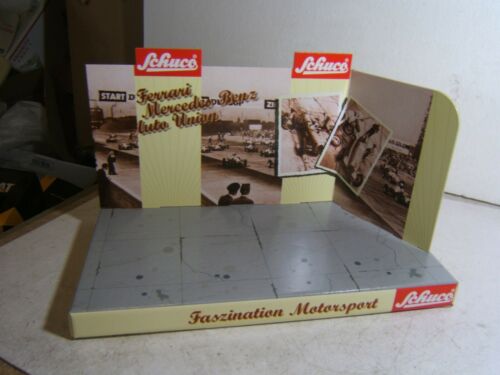 Schuco
Schuco
START
Ferrari
Mercedes-Benz
Auto Union
Faszination Motorsport
Schuco